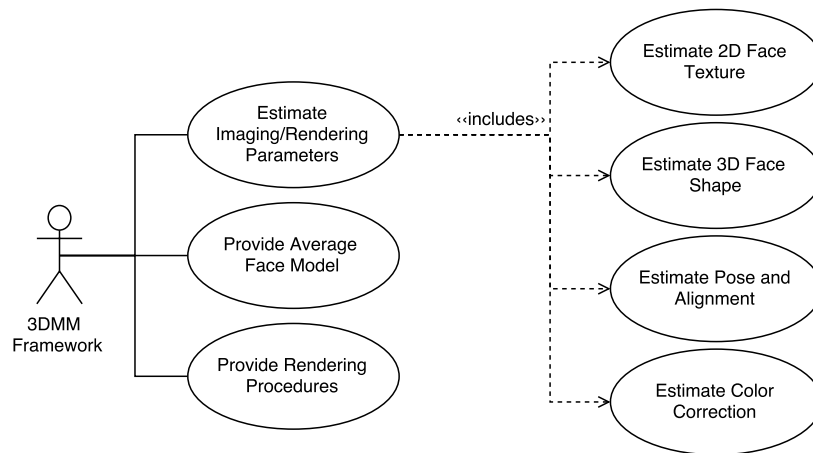 Estimate 2D Face
Texture
Estimate
Imaging/Rendering
Parameters
‹‹includes››
Estimate 3D Face
Shape
Provide Average
Face Model
Estimate Pose and
Alignment
3DMM
Framework
Provide Rendering
Procedures
Estimate Color
Correction